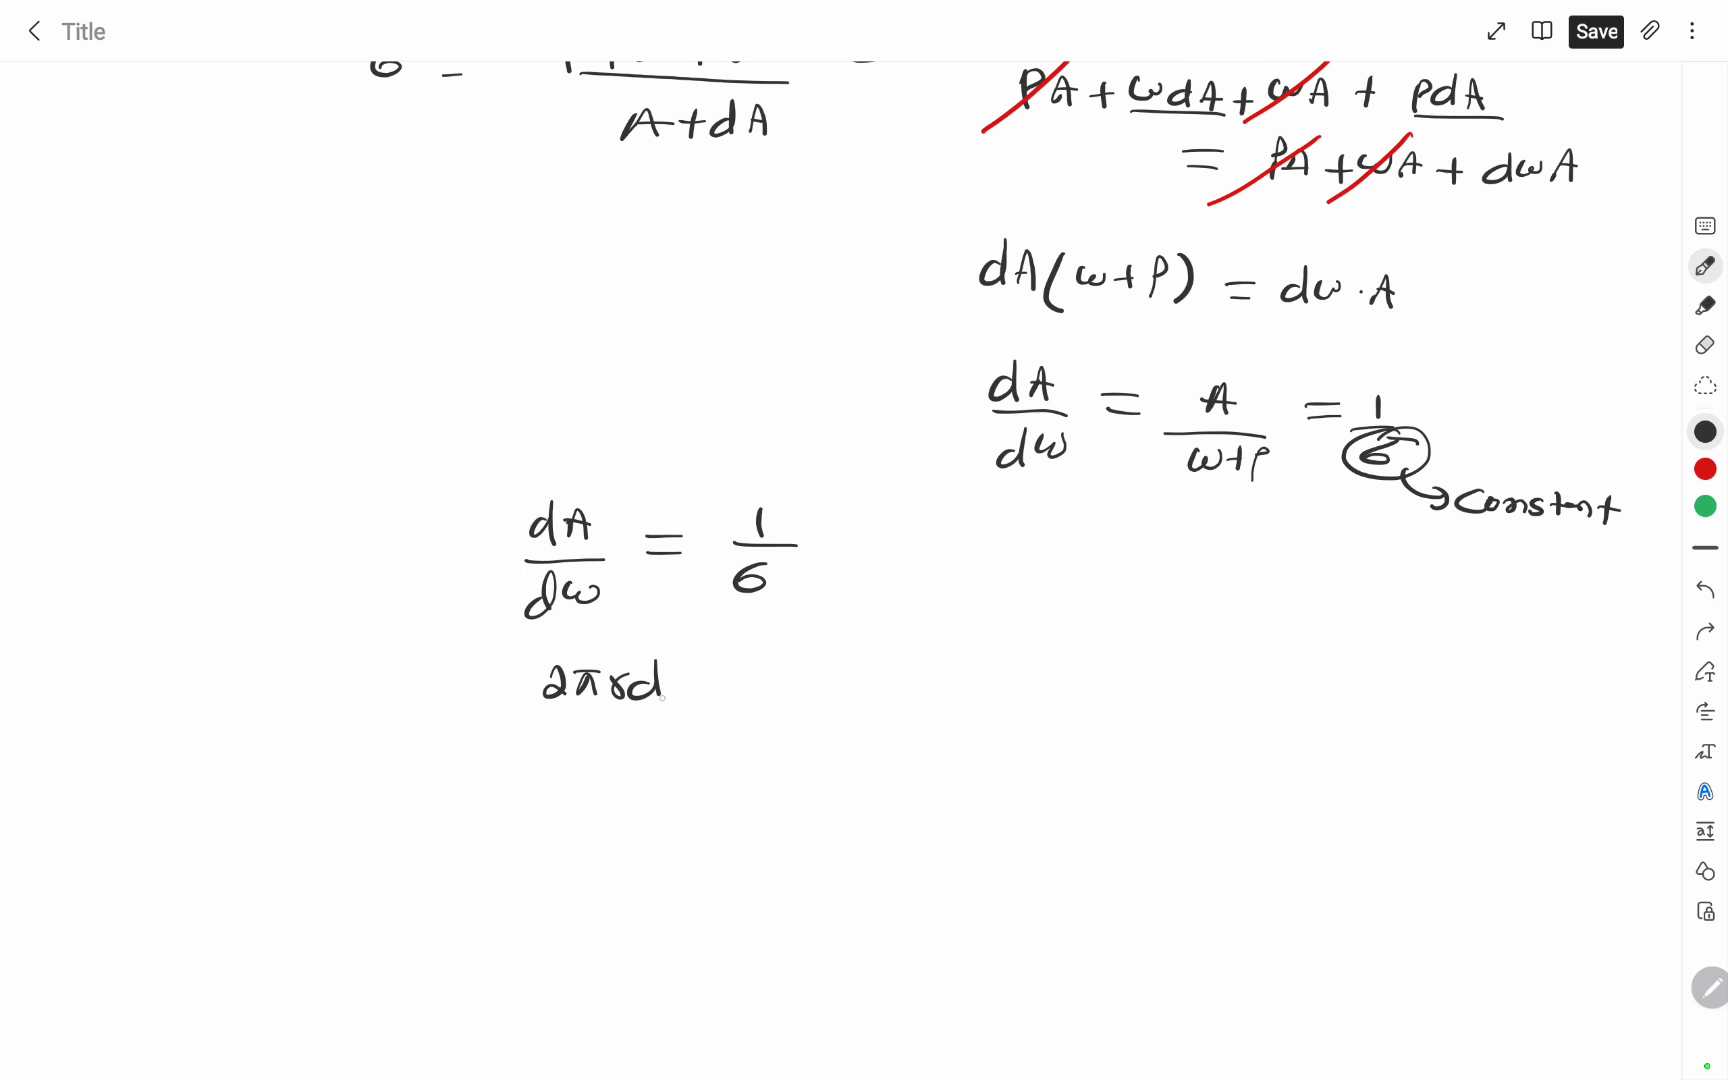 Title
Save
A+dA
PA + ωdA + ωA + PdA
= PA + ωA + dωA
dA(ω+P) = dω·A
dA/dω = A/(ω+P) = 1/σ
constant
dA/dω = 1/σ
2πrd